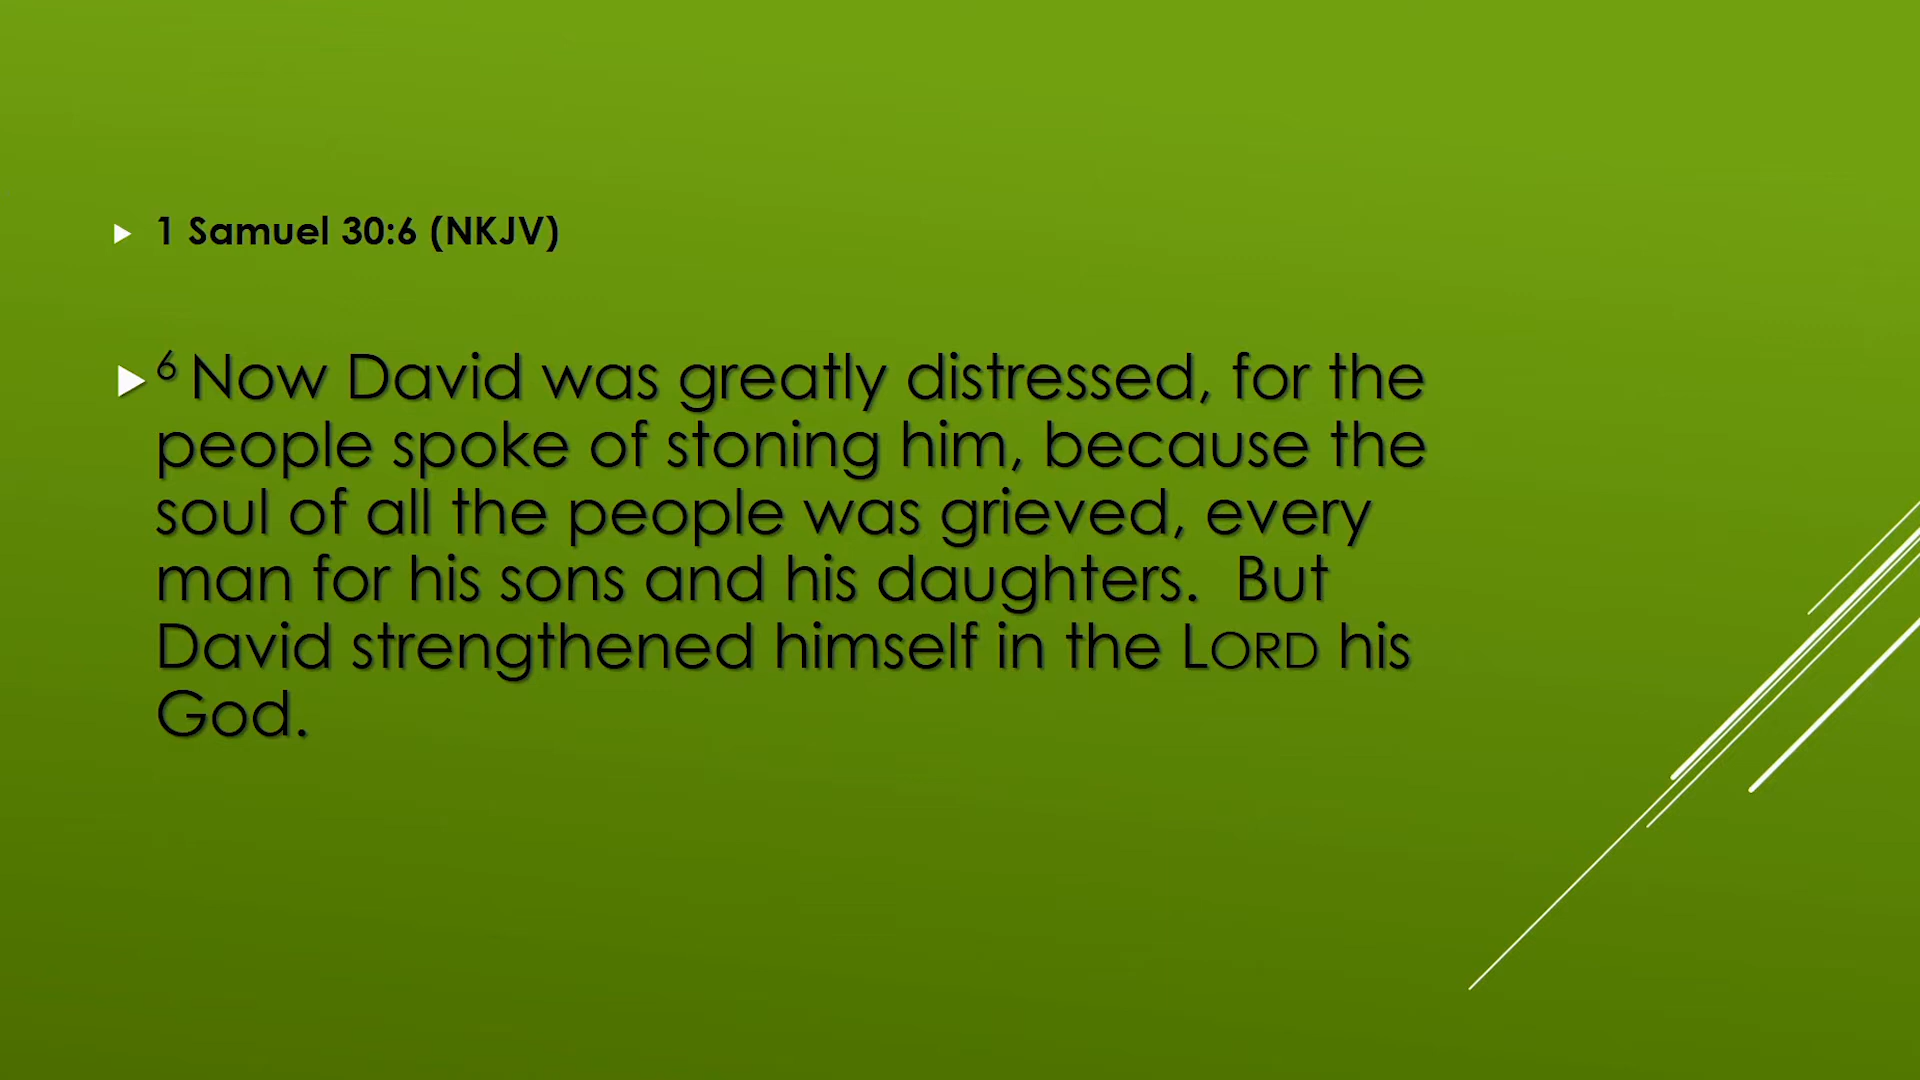 1 Samuel 30:6 (NKJV)
6 Now David was greatly distressed, for the
people spoke of stoning him, because the
soul of all the people was grieved, every
man for his sons and his daughters.  But
David strengthened himself in the LORD his
God.